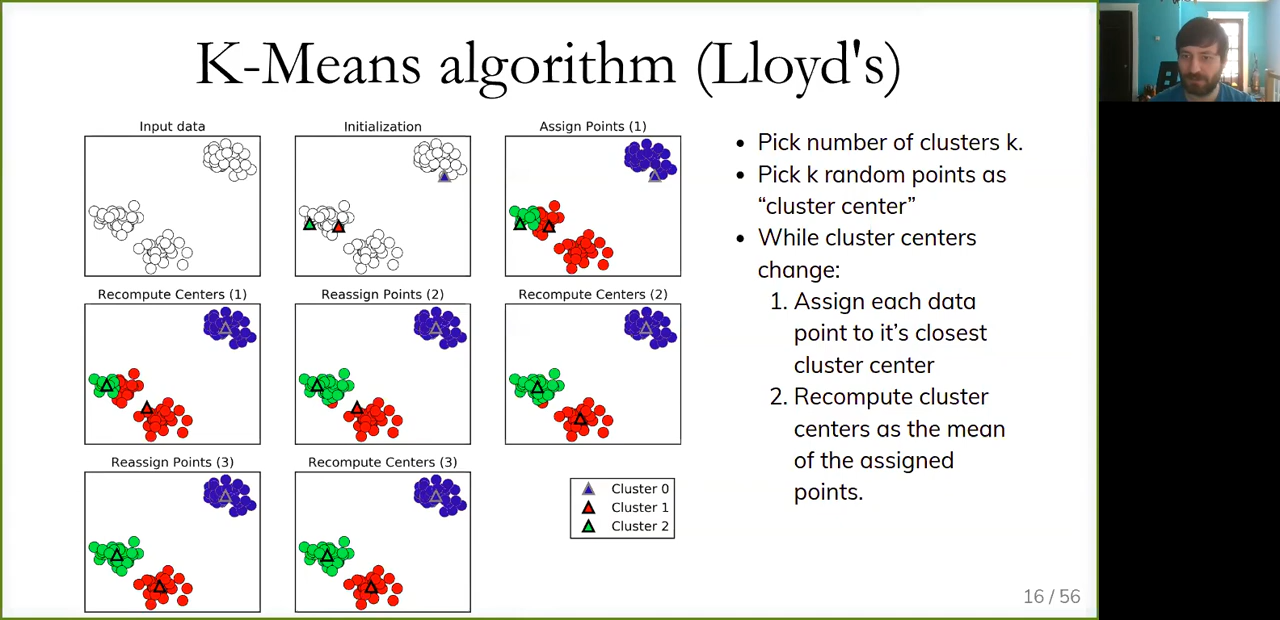 K-Means algorithm (Lloyd's)
Input data
Initialization
Assign Points (1)
Recompute Centers (1)
Reassign Points (2)
Recompute Centers (2)
Reassign Points (3)
Recompute Centers (3)
Cluster 0
Cluster 1
Cluster 2
• Pick number of clusters k.
• Pick k random points as
“cluster center”
• While cluster centers
change:
1. Assign each data
point to it’s closest
cluster center
2. Recompute cluster
centers as the mean
of the assigned
points.
16 / 56